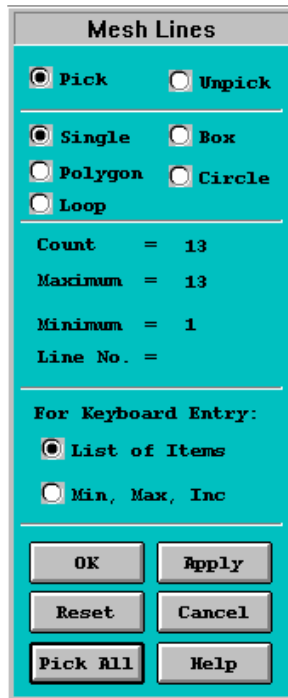 Mesh Lines
Pick Unpick
Single Box
Polygon Circle
Loop
Count = 13
Maximum = 13
Minimum = 1
Line No. =
For Keyboard Entry:
List of Items
Min, Max, Inc
OK Apply
Reset Cancel
Pick All Help